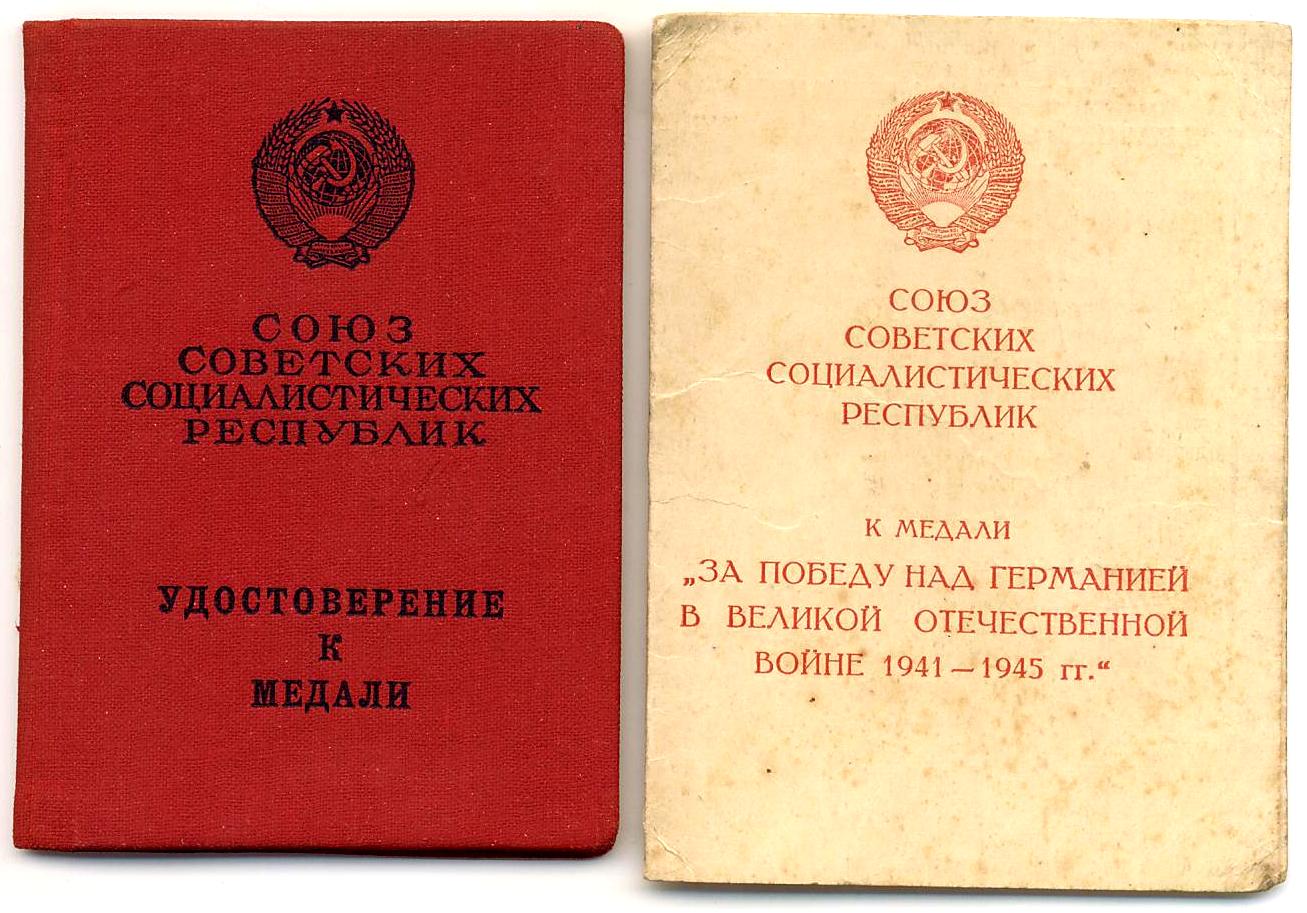 СОЮЗ
СОВЕТСКИХ
СОЦИАЛИСТИЧЕСКИХ
РЕСПУБЛИК
УДОСТОВЕРЕНИЕ
К
МЕДАЛИ
СОЮЗ
СОВЕТСКИХ
СОЦИАЛИСТИЧЕСКИХ
РЕСПУБЛИК
К МЕДАЛИ
„ЗА ПОБЕДУ НАД ГЕРМАНИЕЙ
В ВЕЛИКОЙ ОТЕЧЕСТВЕННОЙ
ВОЙНЕ 1941—1945 гг.“